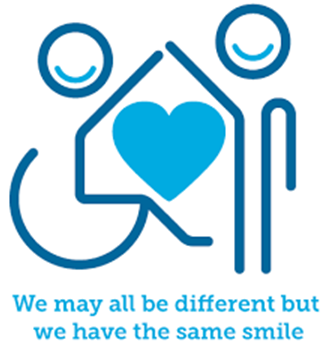 We may all be different but
we have the same smile